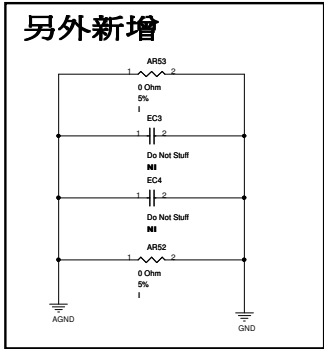 另外新增
AR53
1 2
0 Ohm
5%
I
EC3
1 2
Do Not Stuff
NI
EC4
1 2
Do Not Stuff
NI
AR52
1 2
0 Ohm
5%
I
AGND
GND